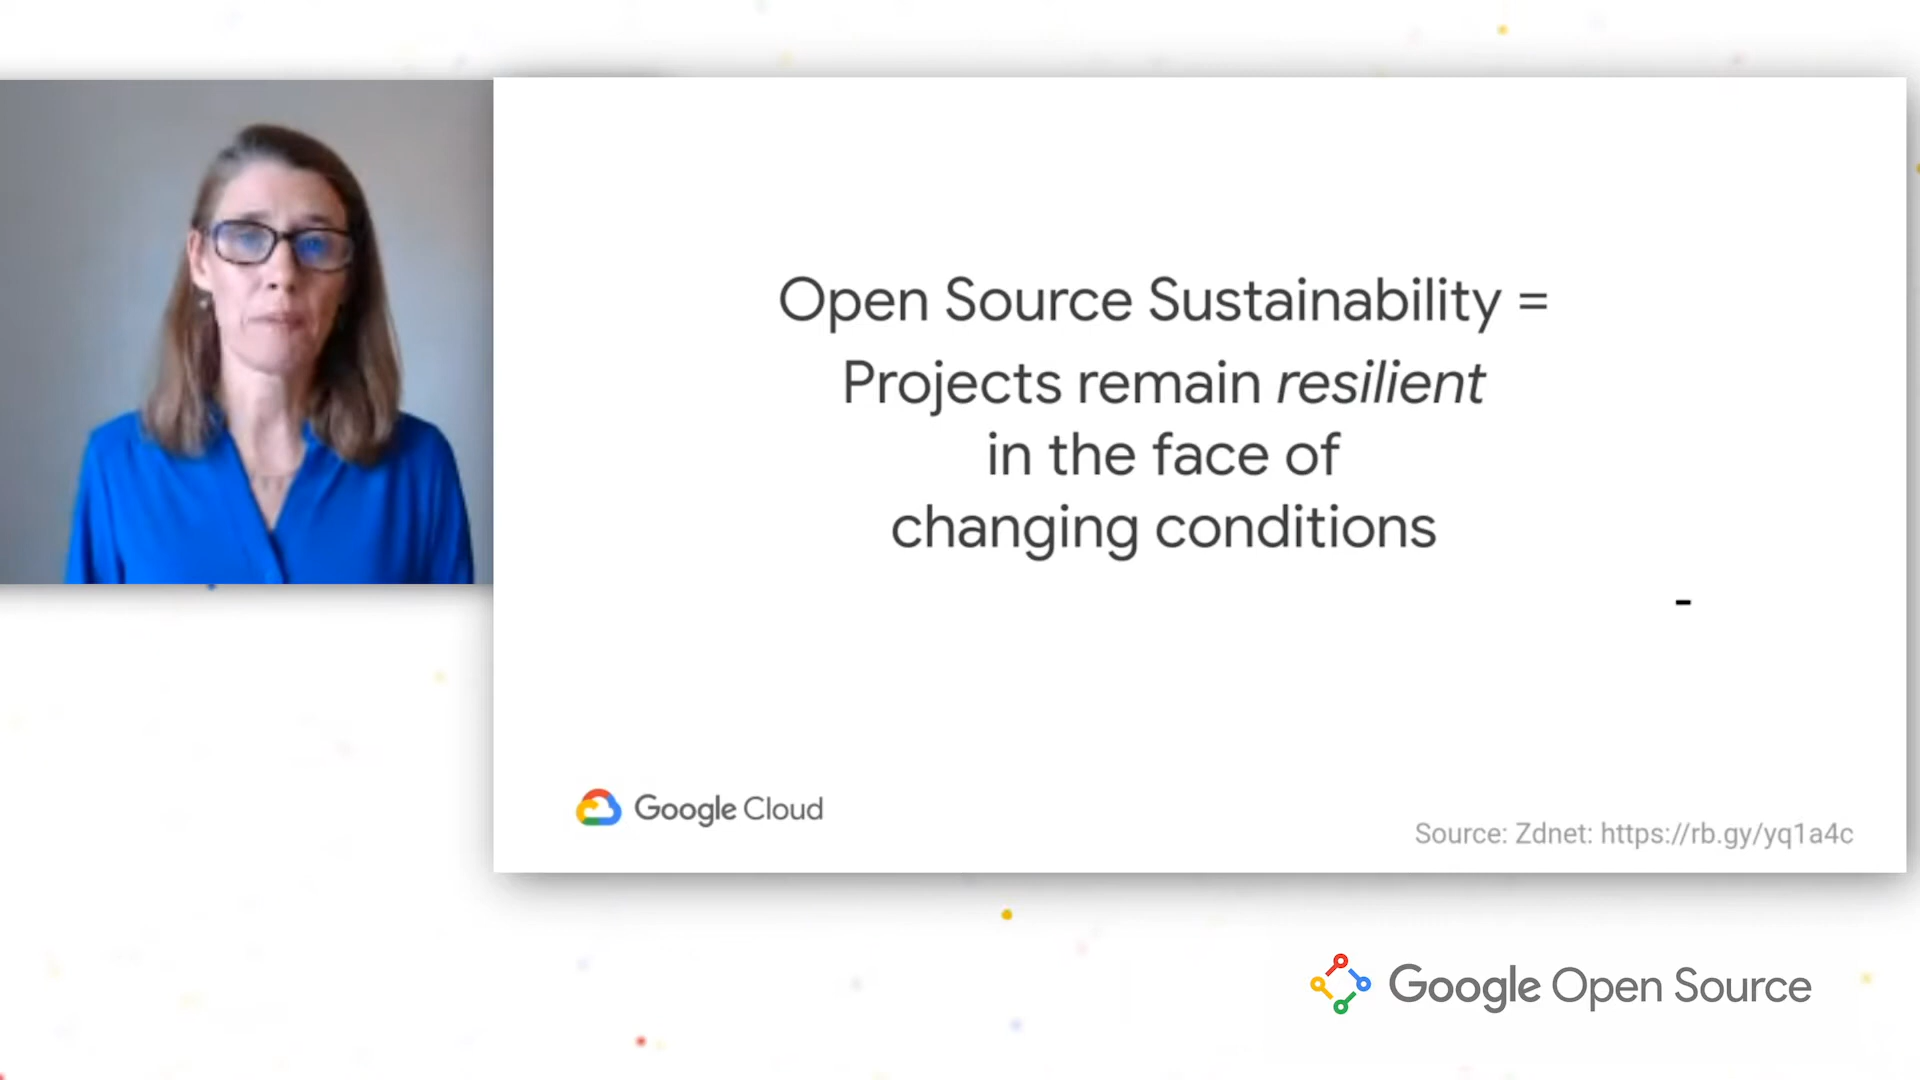 Open Source Sustainability =
Projects remain resilient
in the face of
changing conditions
-
Google Cloud
Source: Zdnet: https://rb.gy/yq1a4c
Google Open Source